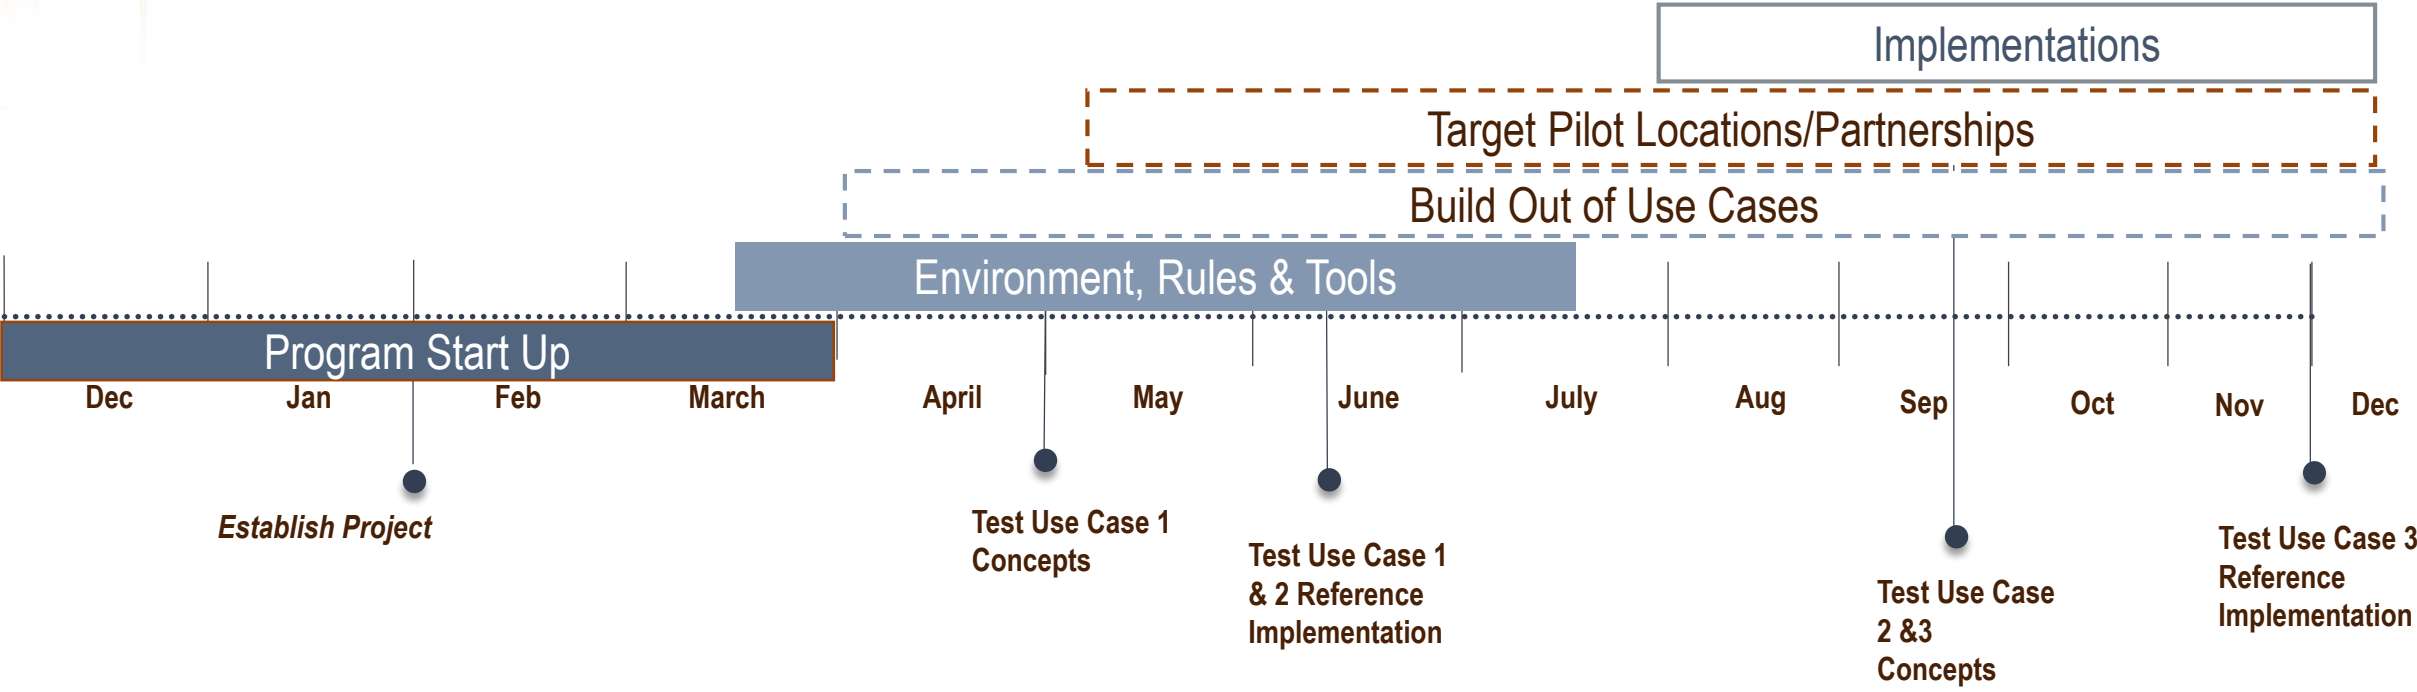 Implementations
Target Pilot Locations/Partnerships
Build Out of Use Cases
Environment, Rules & Tools
Program Start Up
Dec
Jan
Feb
March
April
May
June
July
Aug
Sep
Oct
Nov
Dec
Establish Project
Test Use Case 1
Concepts
Test Use Case 1
& 2 Reference
Implementation
Test Use Case
2 &3
Concepts
Test Use Case 3
Reference
Implementation